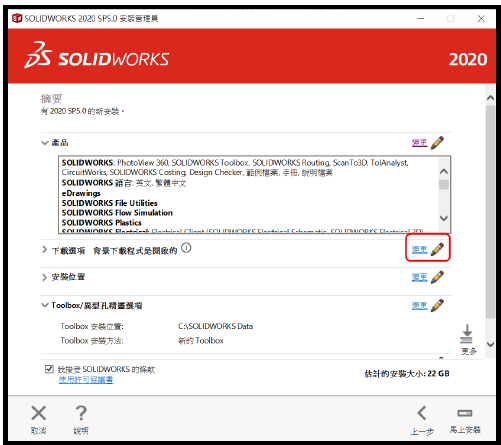 SOLIDWORKS 2020 SP5.0 安裝管理員
SOLIDWORKS
2020
摘要
有 2020 SP5.0 的新安裝。
產品
變更
SOLIDWORKS: PhotoView 360, SOLIDWORKS Toolbox, SOLIDWORKS Routing, ScanTo3D, TolAnalyst,
CircuitWorks, SOLIDWORKS Costing, Design Checker, 範例檔案, 手冊, 說明檔案
SOLIDWORKS 語言: 英文, 繁體中文
eDrawings
SOLIDWORKS File Utilities
SOLIDWORKS Flow Simulation
SOLIDWORKS Plastics
SOLIDWORKS Electrical: Electrical Client (SOLIDWORKS Electrical Schematic, SOLIDWORKS Electrical 3D)
下載選項 背景下載程式是開啟的
變更
安裝位置
變更
Toolbox/異型孔精靈選項
變更
Toolbox 安裝位置: C:\SOLIDWORKS Data
Toolbox 安裝方法: 新的 Toolbox
更多
我接受 SOLIDWORKS 的條款
使用許可協議書
估計的安裝大小: 22 GB
取消
說明
上一步
馬上安裝